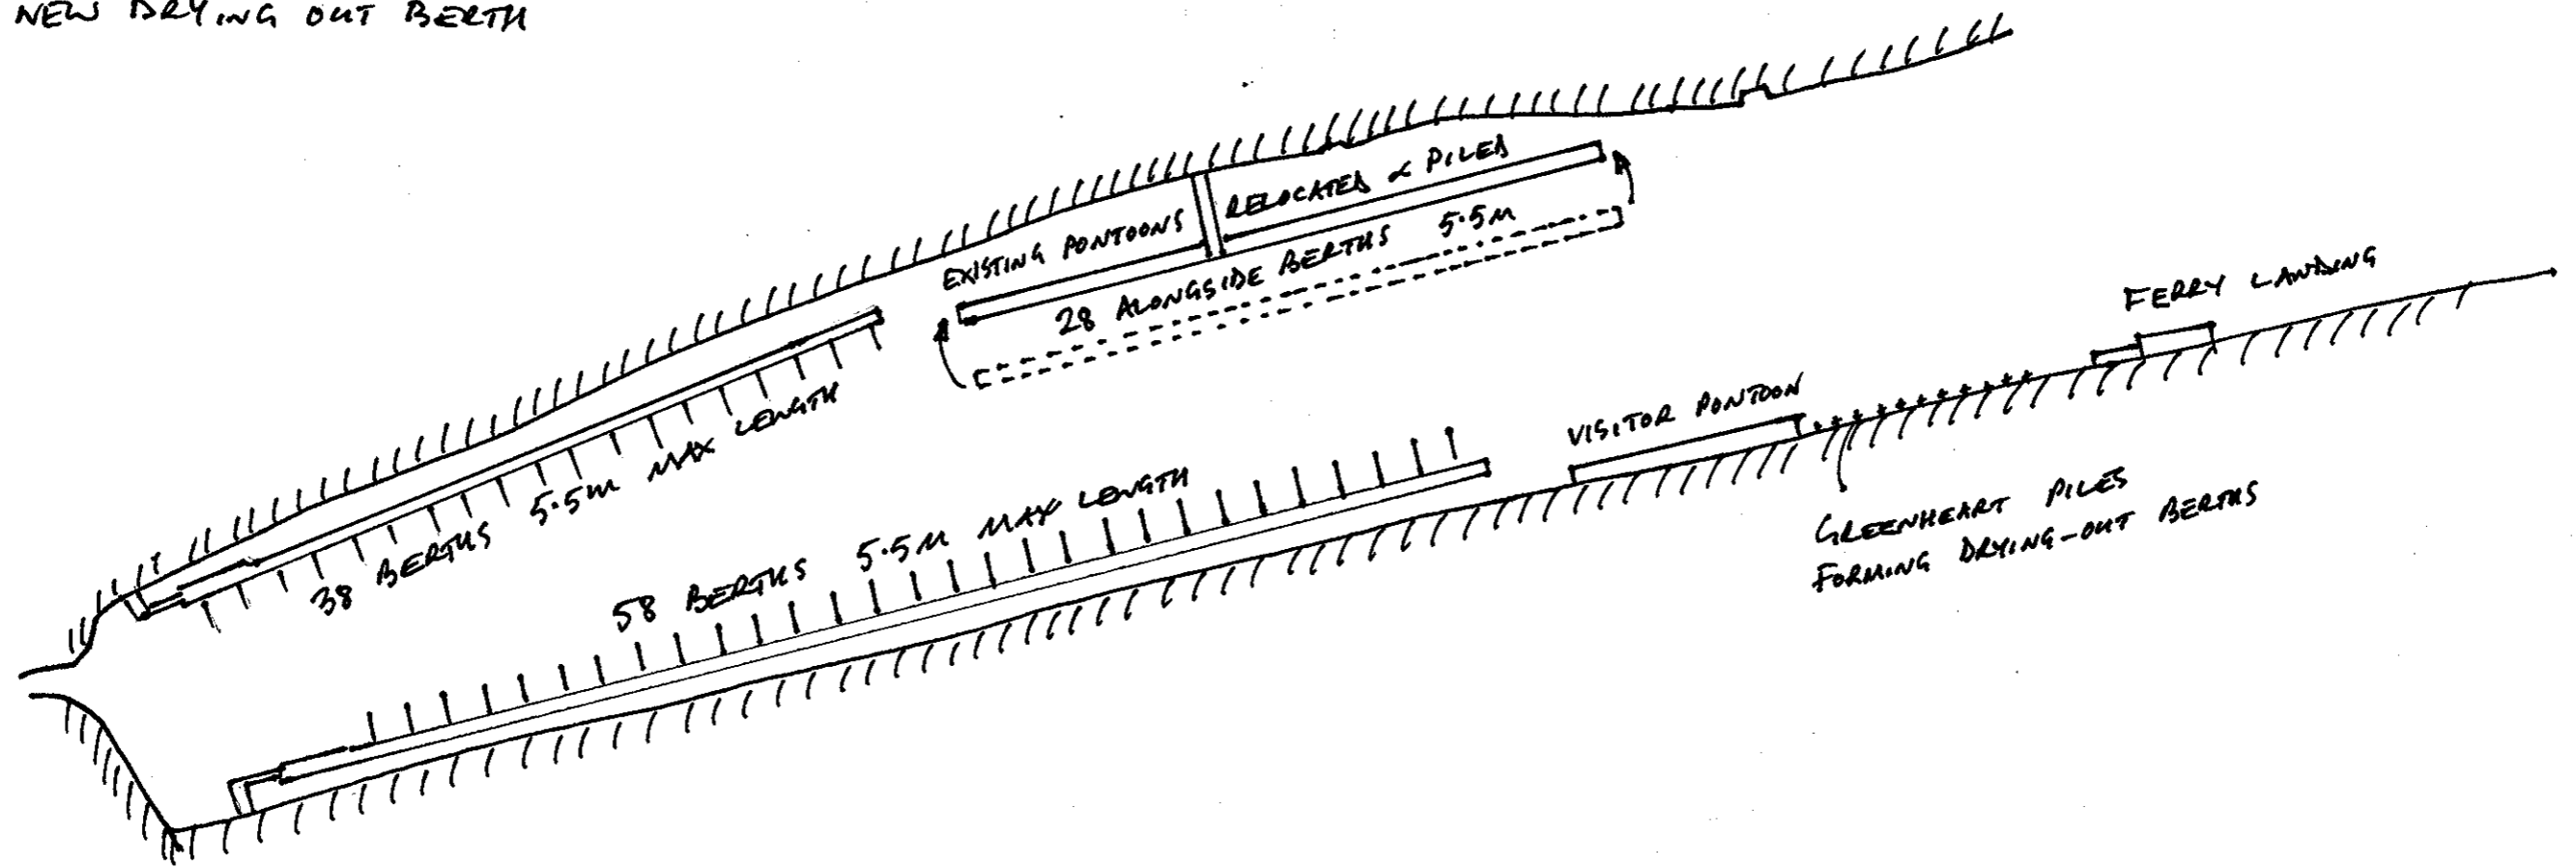 NEW DRYING OUT BERTH
EXISTING PONTOONS
RELOCATED & PILED
28 ALONGSIDE BERTHS 5.5M
FERRY LANDING
38 BERTHS 5.5M MAX LENGTH
VISITOR PONTOON
58 BERTHS 5.5M MAX LENGTH
GREENHEART PILES
FORMING DRYING-OUT BERTHS